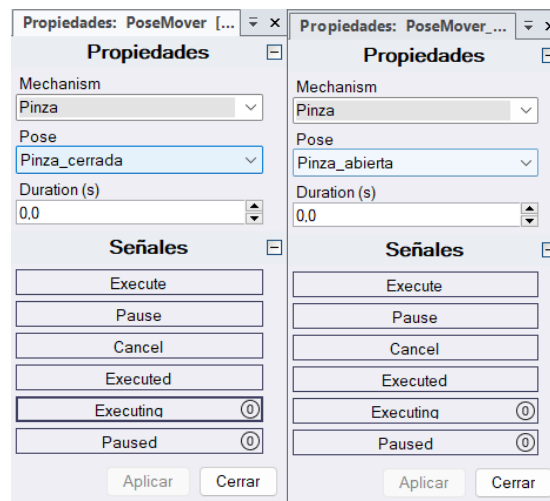 Propiedades: PoseMover [...
Propiedades
Mechanism
Pinza
Pose
Pinza_cerrada
Duration (s)
0,0
Señales
Execute
Pause
Cancel
Executed
Executing 0
Paused 0
Aplicar Cerrar
Propiedades: PoseMover_...
Propiedades
Mechanism
Pinza
Pose
Pinza_abierta
Duration (s)
0,0
Señales
Execute
Pause
Cancel
Executed
Executing 0
Paused 0
Aplicar Cerrar